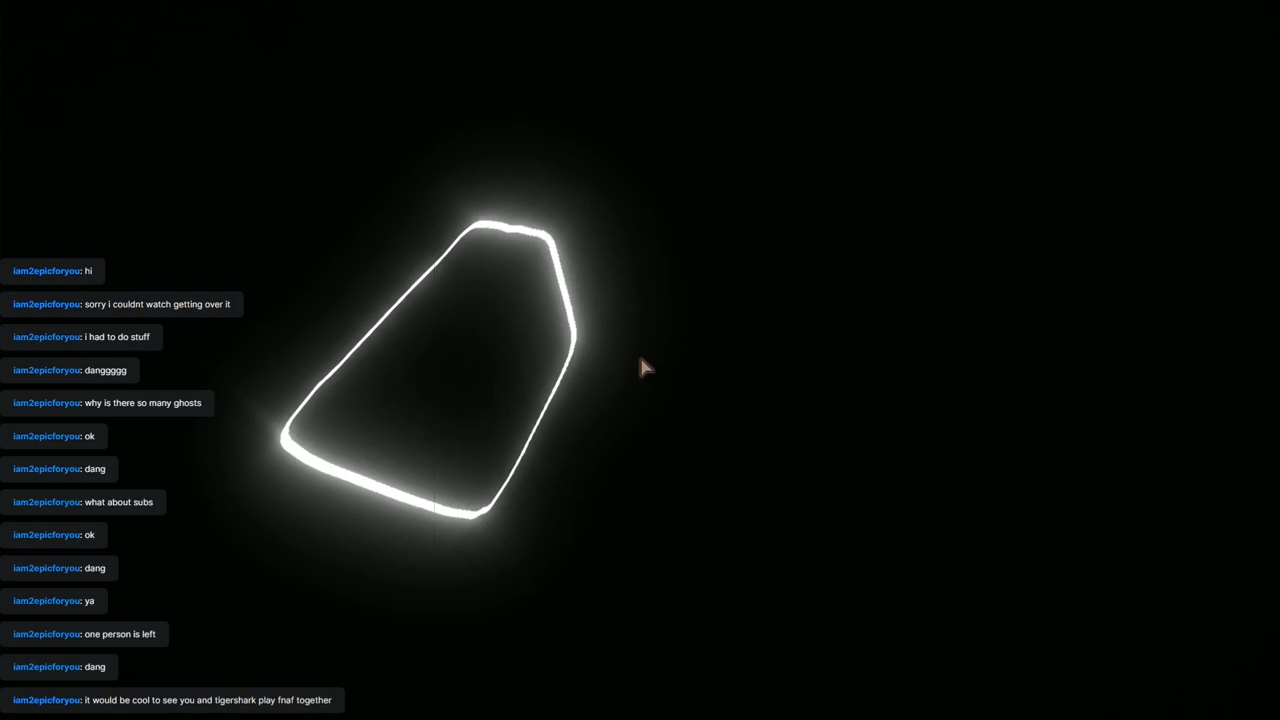 iam2epicforyou: hi
iam2epicforyou: sorry i couldnt watch getting over it
iam2epicforyou: i had to do stuff
iam2epicforyou: danggggg
iam2epicforyou: why is there so many ghosts
iam2epicforyou: ok
iam2epicforyou: dang
iam2epicforyou: what about subs
iam2epicforyou: ok
iam2epicforyou: dang
iam2epicforyou: ya
iam2epicforyou: one person is left
iam2epicforyou: dang
iam2epicforyou: it would be cool to see you and tigershark play fnaf together